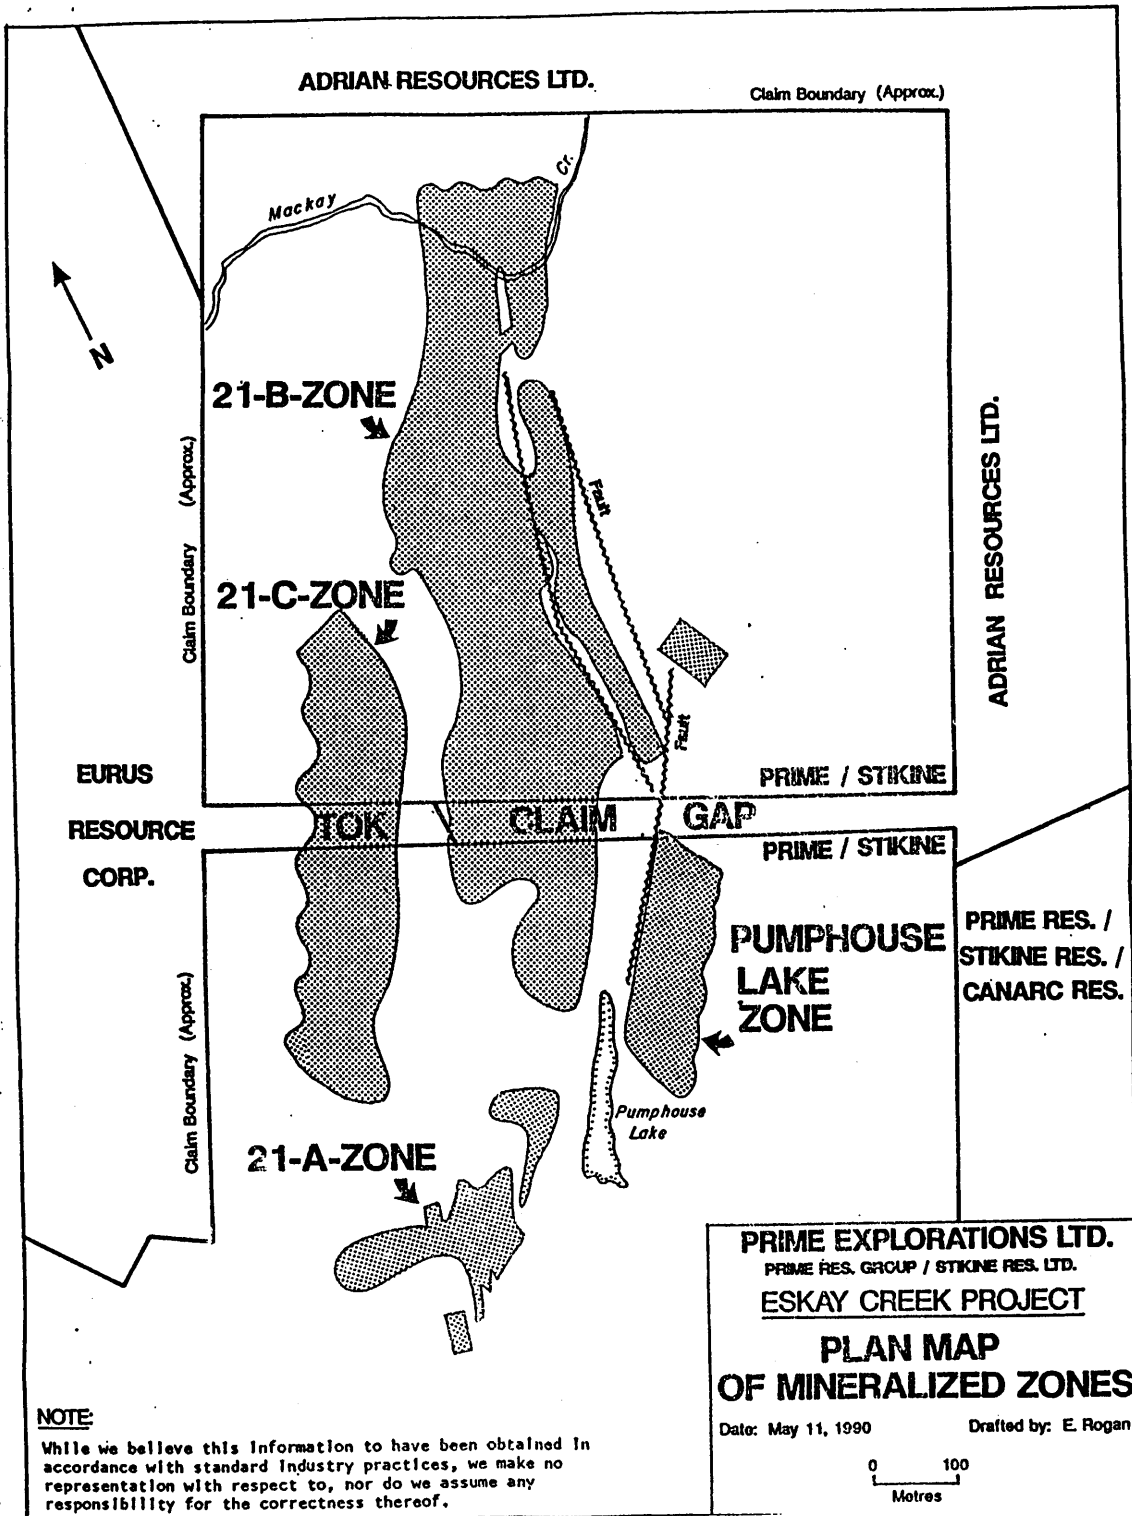 ADRIAN RESOURCES LTD.
Claim Boundary (Approx.)
Mackay
Cr.
N
21-B-ZONE
Claim Boundary (Approx.)
Fault
ADRIAN RESOURCES LTD.
21-C-ZONE
Fault
EURUS
RESOURCE
CORP.
PRIME / STIKINE
TOK CLAIM GAP
PRIME / STIKINE
PUMPHOUSE
LAKE
ZONE
PRIME RES. /
STIKINE RES. /
CANARC RES.
Claim Boundary (Approx.)
Pumphouse
Lake
21-A-ZONE
PRIME EXPLORATIONS LTD.
PRIME RES. GROUP / STIKINE RES. LTD.
ESKAY CREEK PROJECT
PLAN MAP
OF MINERALIZED ZONES
Date: May 11, 1990 Drafted by: E. Rogan
0 100
Metres
NOTE:
While we believe this information to have been obtained in
accordance with standard industry practices, we make no
representation with respect to, nor do we assume any
responsibility for the correctness thereof.